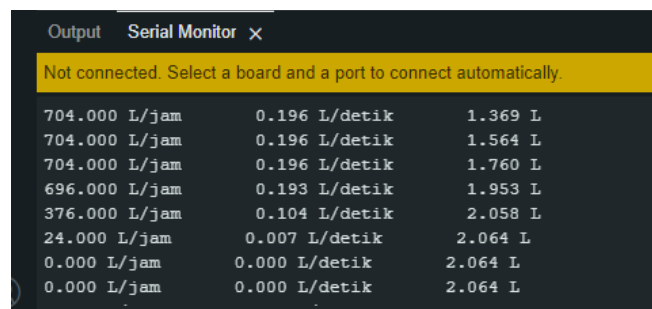 Output Serial Monitor ×
Not connected. Select a board and a port to connect automatically.
704.000 L/jam 0.196 L/detik 1.369 L
704.000 L/jam 0.196 L/detik 1.564 L
704.000 L/jam 0.196 L/detik 1.760 L
696.000 L/jam 0.193 L/detik 1.953 L
376.000 L/jam 0.104 L/detik 2.058 L
24.000 L/jam 0.007 L/detik 2.064 L
0.000 L/jam 0.000 L/detik 2.064 L
0.000 L/jam 0.000 L/detik 2.064 L